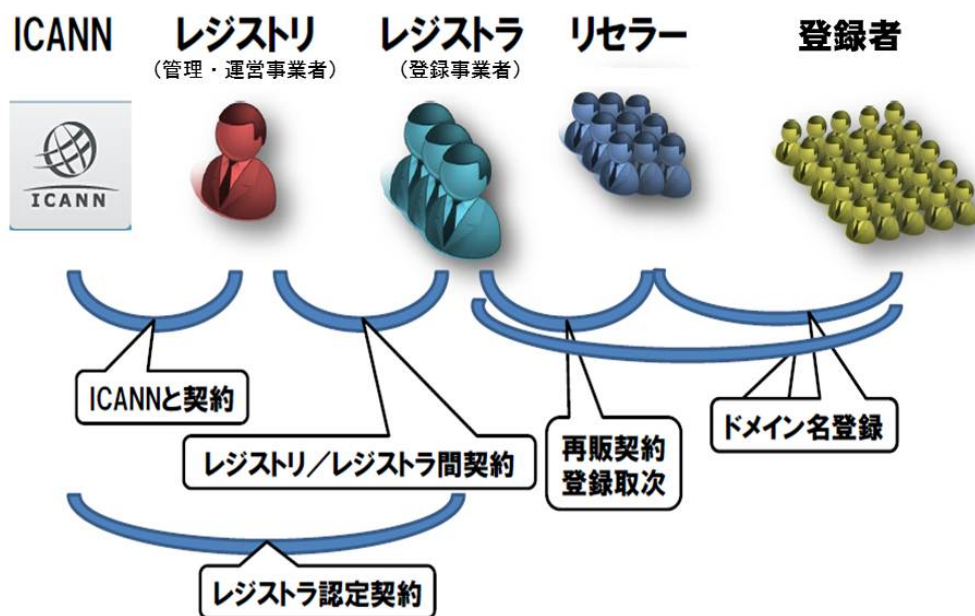 ICANN
レジストリ
(管理・運営事業者)
レジストラ
(登録事業者)
リセラー
登録者
ICANN
ICANNと契約
レジストリ／レジストラ間契約
再販契約
登録取次
ドメイン名登録
レジストラ認定契約